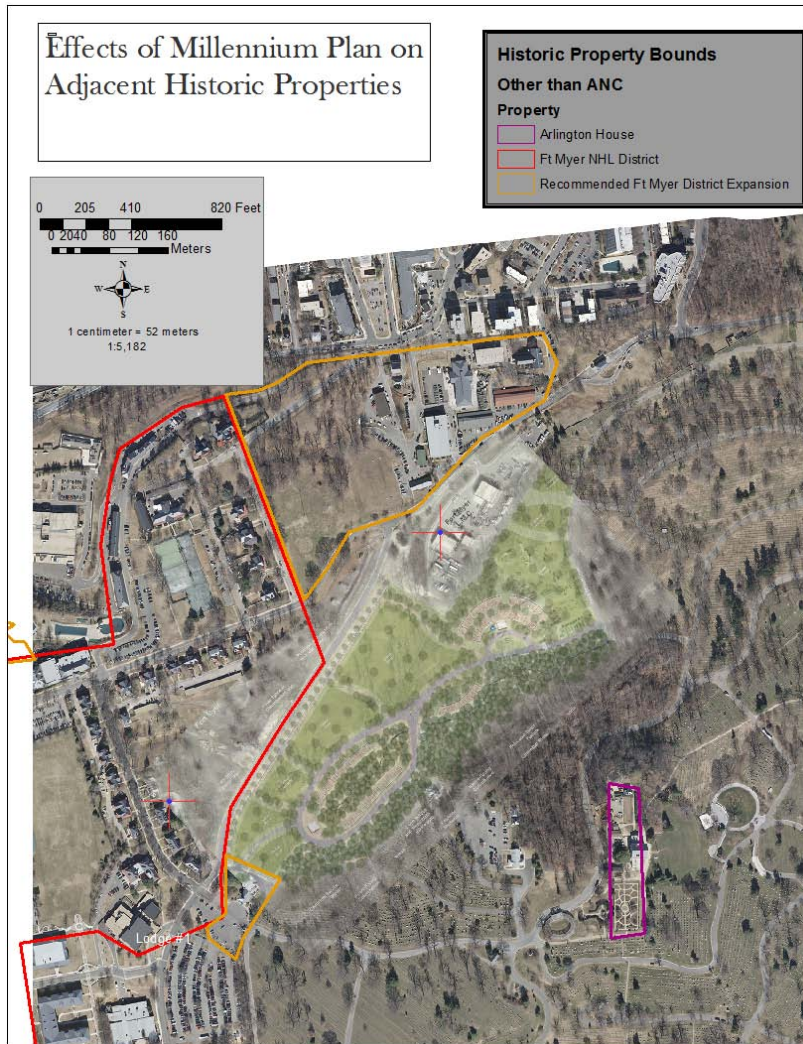 Effects of Millennium Plan on
Adjacent Historic Properties
Historic Property Bounds
Other than ANC
Property
Arlington House
Ft Myer NHL District
Recommended Ft Myer District Expansion
0 205 410 820 Feet
0 2040 80 120 160
Meters
N
W E
S
1 centimeter = 52 meters
1:5,182
Lodge #1